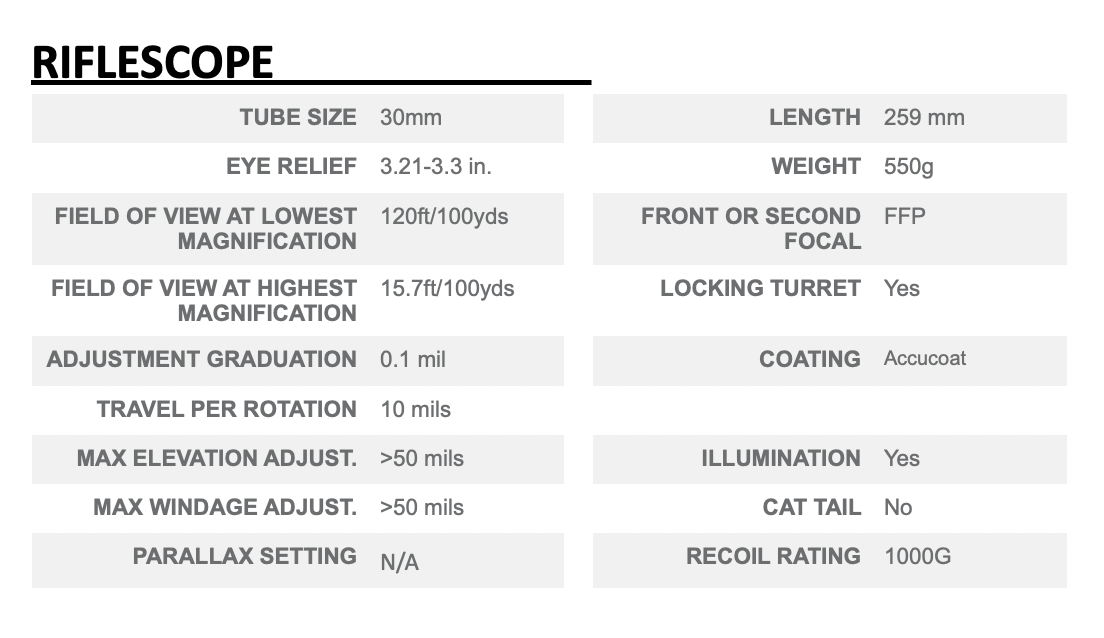 RIFLESCOPE
TUBE SIZE 30mm
EYE RELIEF 3.21-3.3 in.
FIELD OF VIEW AT LOWEST 120ft/100yds
MAGNIFICATION
FIELD OF VIEW AT HIGHEST 15.7ft/100yds
MAGNIFICATION
ADJUSTMENT GRADUATION 0.1 mil
TRAVEL PER ROTATION 10 mils
MAX ELEVATION ADJUST. >50 mils
MAX WINDAGE ADJUST. >50 mils
PARALLAX SETTING N/A
LENGTH 259 mm
WEIGHT 550g
FRONT OR SECOND FFP
FOCAL
LOCKING TURRET Yes
COATING Accucoat
ILLUMINATION Yes
CAT TAIL No
RECOIL RATING 1000G